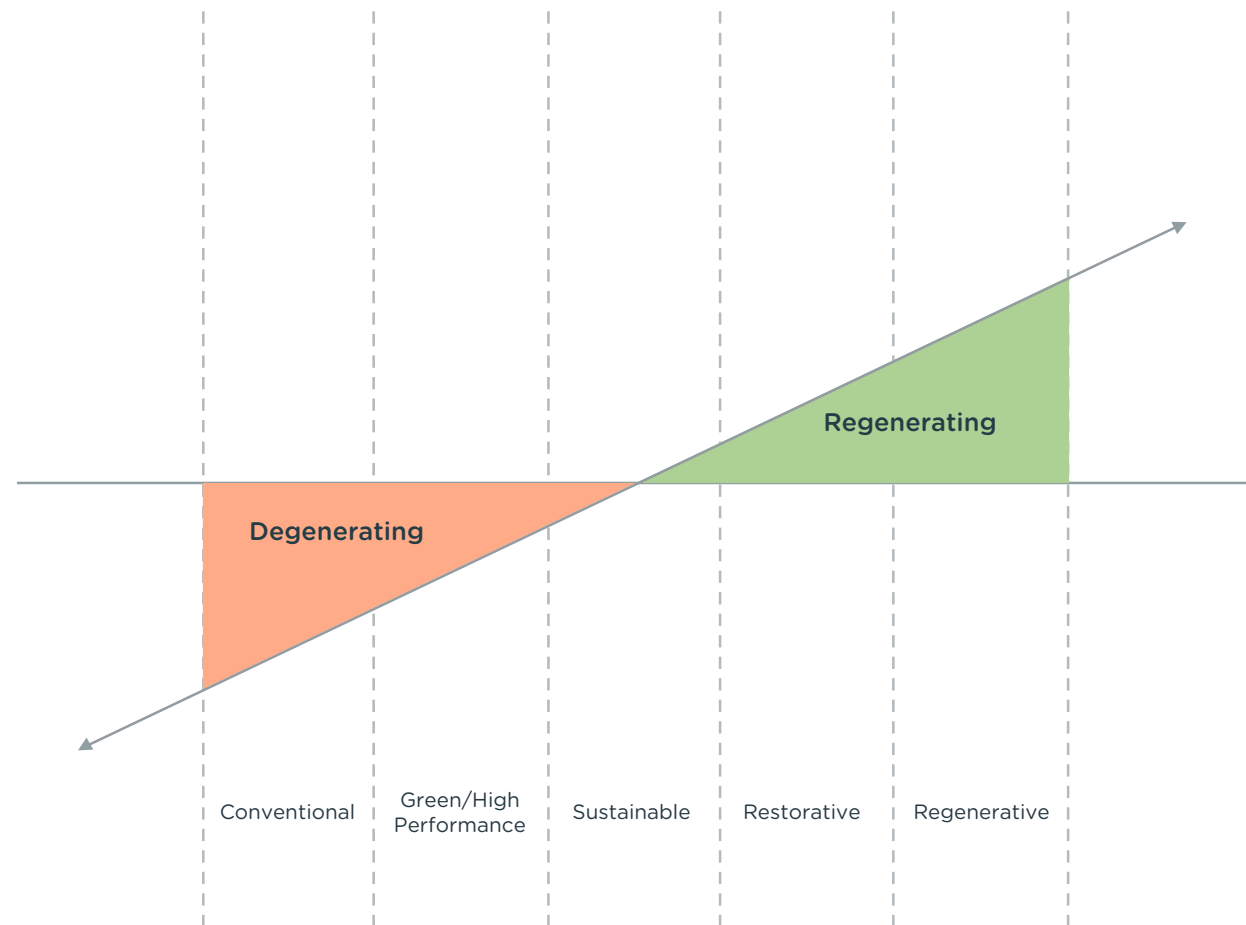 Regenerating
Degenerating
Conventional
Green/High
Performance
Sustainable
Restorative
Regenerative